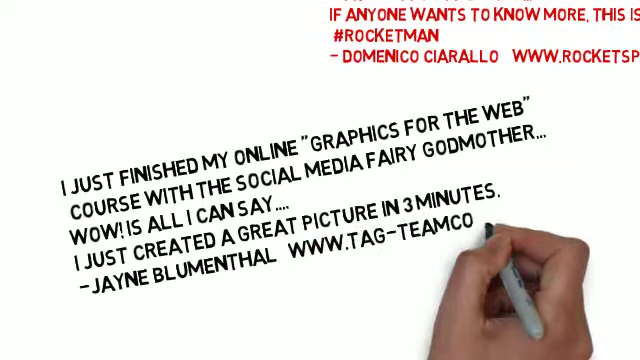 IF ANYONE WANTS TO KNOW MORE, THIS IS
#ROCKETMAN
- DOMENICO CIARALLO WWW.ROCKETSP
I JUST FINISHED MY ONLINE "GRAPHICS FOR THE WEB"
COURSE WITH THE SOCIAL MEDIA FAIRY GODMOTHER...
WOW! IS ALL I CAN SAY....
I JUST CREATED A GREAT PICTURE IN 3 MINUTES.
-JAYNE BLUMENTHAL WWW.TAG-TEAMCO